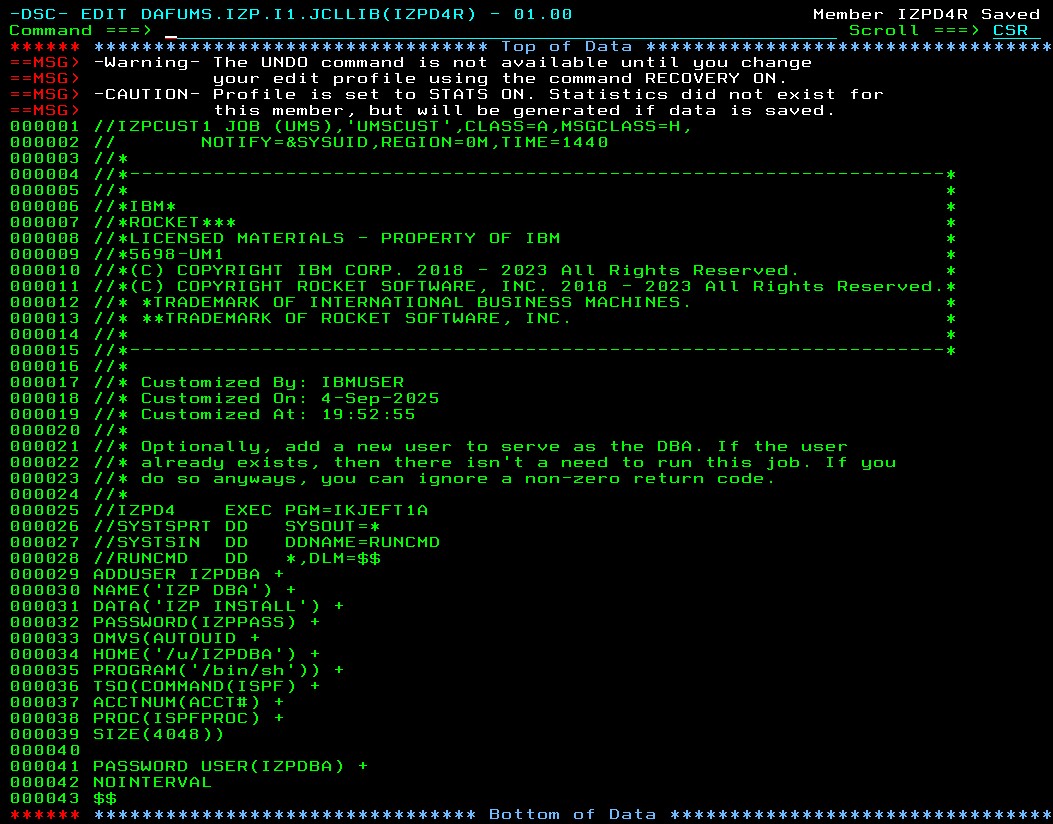 -DSC- EDIT DAFUMS.IZP.I1.JCLLIB(IZPD4R) - 01.00 Member IZPD4R Saved
Command ===> Scroll ===> CSR
****** ********************************* Top of Data **********************************
==MSG> -Warning- The UNDO command is not available until you change
==MSG> your edit profile using the command RECOVERY ON.
==MSG> -CAUTION- Profile is set to STATS ON. Statistics did not exist for
==MSG> this member, but will be generated if data is saved.
000001 //IZPCUST1 JOB (UMS),'UMSCUST',CLASS=A,MSGCLASS=H,
000002 // NOTIFY=&SYSUID,REGION=0M,TIME=1440
000003 //*
000004 //*--------------------------------------------------------------------*
000005 //* *
000006 //*IBM* *
000007 //*ROCKET*** *
000008 //*LICENSED MATERIALS - PROPERTY OF IBM *
000009 //*5698-UM1 *
000010 //*(C) COPYRIGHT IBM CORP. 2018 - 2023 All Rights Reserved. *
000011 //*(C) COPYRIGHT ROCKET SOFTWARE, INC. 2018 - 2023 All Rights Reserved.*
000012 //* *TRADEMARK OF INTERNATIONAL BUSINESS MACHINES. *
000013 //* **TRADEMARK OF ROCKET SOFTWARE, INC. *
000014 //* *
000015 //*--------------------------------------------------------------------*
000016 //*
000017 //* Customized By: IBMUSER
000018 //* Customized On: 4-Sep-2025
000019 //* Customized At: 19:52:55
000020 //*
000021 //* Optionally, add a new user to serve as the DBA. If the user
000022 //* already exists, then there isn't a need to run this job. If you
000023 //* do so anyways, you can ignore a non-zero return code.
000024 //*
000025 //IZPD4 EXEC PGM=IKJEFT1A
000026 //SYSTSPRT DD SYSOUT=*
000027 //SYSTSIN DD DDNAME=RUNCMD
000028 //RUNCMD DD *,DLM=$$
000029 ADDUSER IZPDBA +
000030 NAME('IZP DBA') +
000031 DATA('IZP INSTALL') +
000032 PASSWORD(IZPPASS) +
000033 OMVS(AUTOUID +
000034 HOME('/u/IZPDBA') +
000035 PROGRAM('/bin/sh')) +
000036 TSO(COMMAND(ISPF) +
000037 ACCTNUM(ACCT#) +
000038 PROC(ISPFPROC) +
000039 SIZE(4048))
000040
000041 PASSWORD USER(IZPDBA) +
000042 NOINTERVAL
000043 $$
****** ******************************** Bottom of Data ********************************